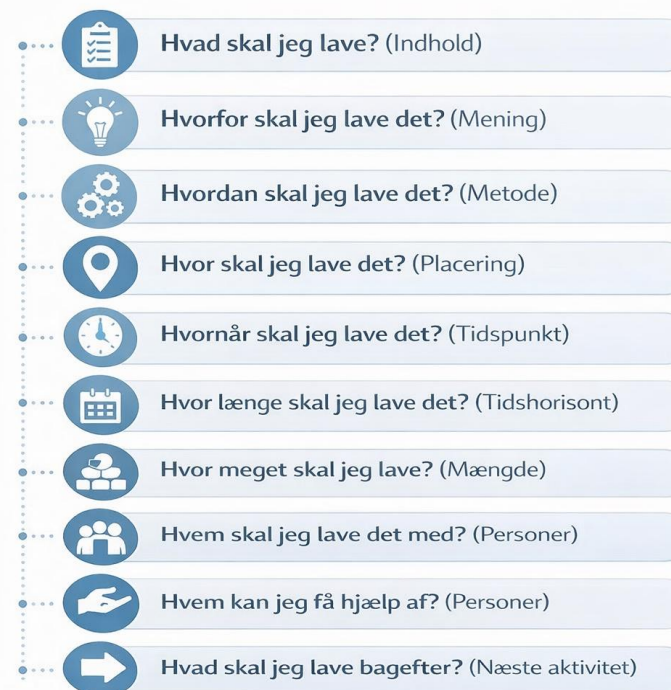 Hvad skal jeg lave? (Indhold)
Hvorfor skal jeg lave det? (Mening)
Hvordan skal jeg lave det? (Metode)
Hvor skal jeg lave det? (Placering)
Hvornår skal jeg lave det? (Tidspunkt)
Hvor længe skal jeg lave det? (Tidshorisont)
Hvor meget skal jeg lave? (Mængde)
Hvem skal jeg lave det med? (Personer)
Hvem kan jeg få hjælp af? (Personer)
Hvad skal jeg lave bagefter? (Næste aktivitet)